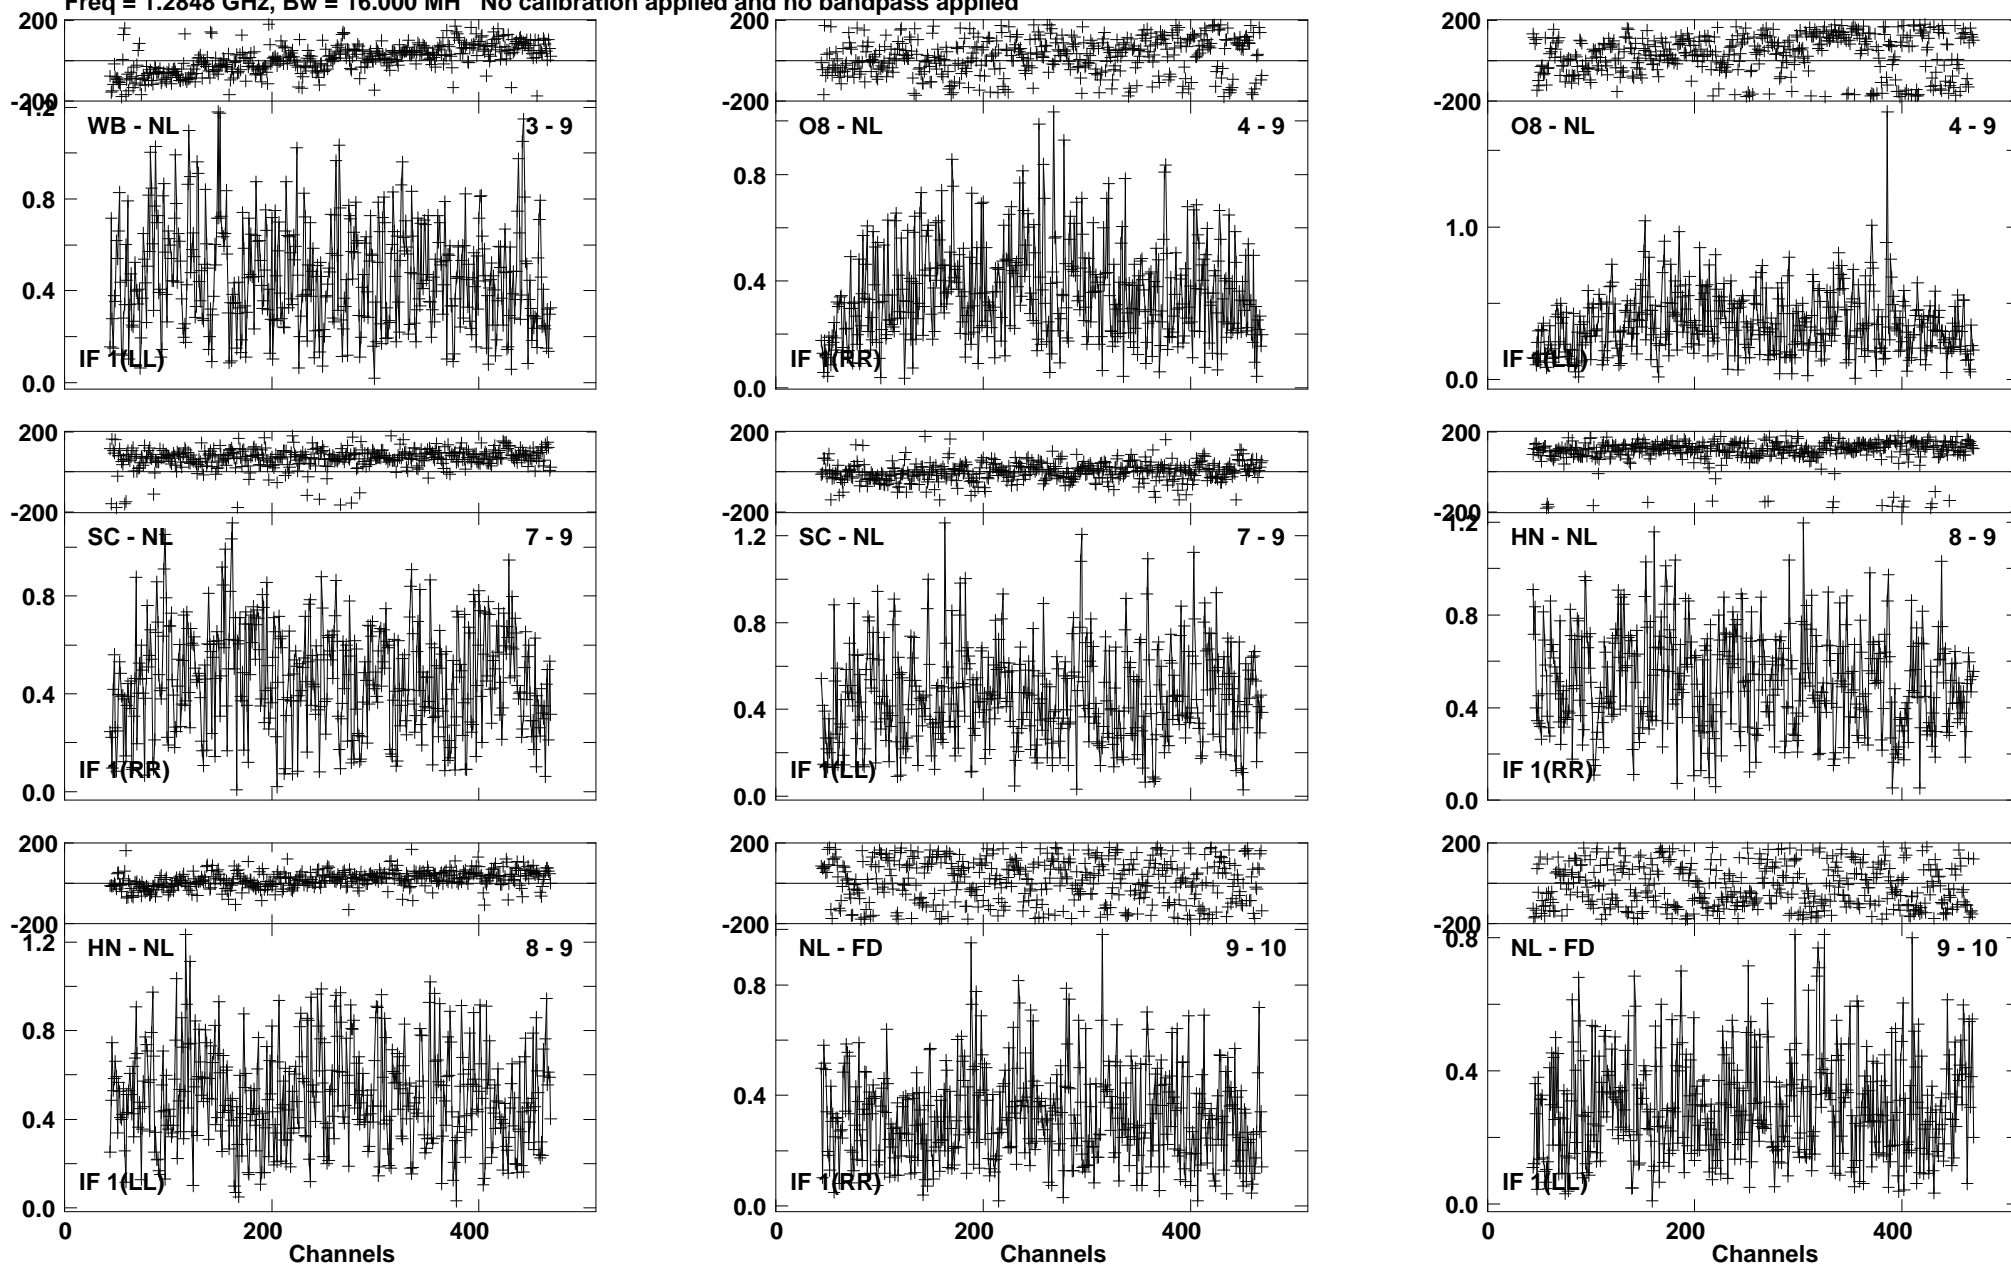 Freq = 1.2848 GHz, Bw = 16.000 MH No calibration applied and no bandpass applied
200
-200
1.2
0.8
0.4
0.0
WB - NL 3 - 9
IF 1(LL)
200
-200
0.8
0.4
0.0
O8 - NL 4 - 9
IF 1(RR)
200
-200
1.0
0.0
O8 - NL 4 - 9
IF 1(LL)
200
-200
0.8
0.4
0.0
SC - NL 7 - 9
IF 1(RR)
200
-200
1.2
0.8
0.4
0.0
SC - NL 7 - 9
IF 1(LL)
200
-200
1.2
0.8
0.4
0.0
HN - NL 8 - 9
IF 1(RR)
200
-200
1.2
0.8
0.4
0.0
HN - NL 8 - 9
IF 1(LL)
0 200 400
Channels
200
-200
0.8
0.4
0.0
NL - FD 9 - 10
IF 1(RR)
0 200 400
Channels
200
-200
0.8
0.4
0.0
NL - FD 9 - 10
IF 1(LL)
0 200 400
Channels